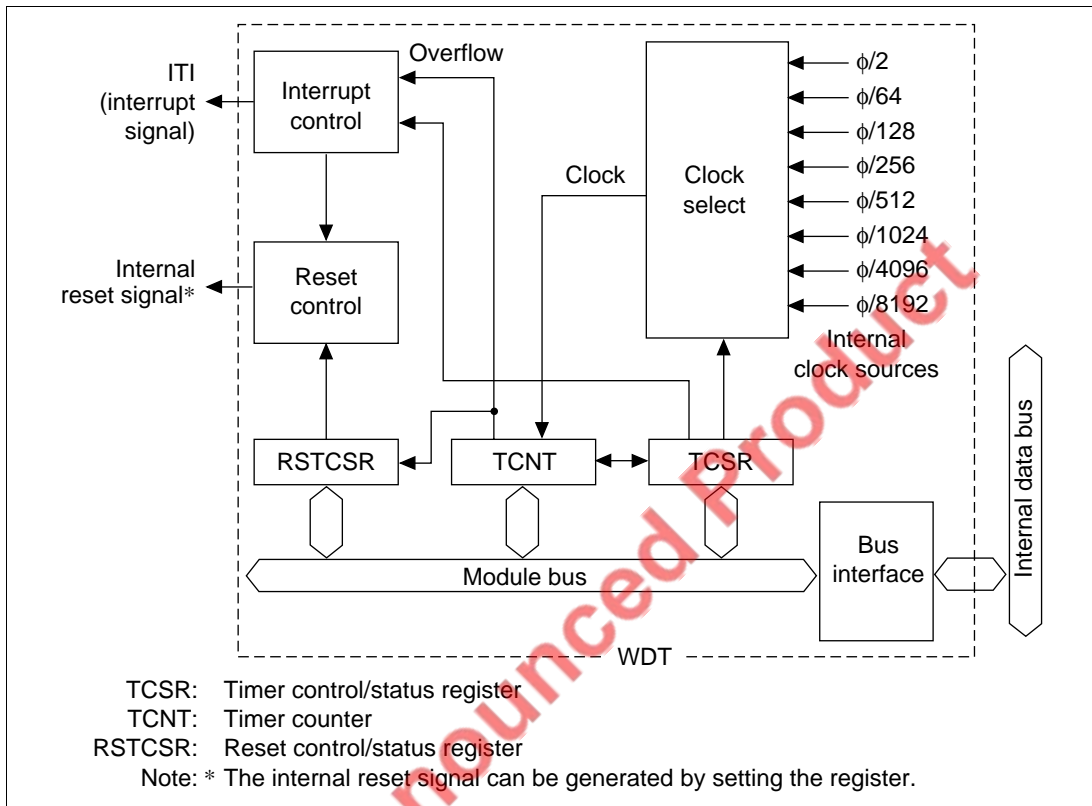 Overflow
ITI
(interrupt
signal)
Interrupt
control
Internal
reset signal*
Reset
control
Clock
Clock
select
ϕ/2
ϕ/64
ϕ/128
ϕ/256
ϕ/512
ϕ/1024
ϕ/4096
ϕ/8192
Internal
clock sources
RSTCSR
TCNT
TCSR
Module bus
Bus
interface
Internal data bus
WDT
TCSR: Timer control/status register
TCNT: Timer counter
RSTCSR: Reset control/status register
Note: * The internal reset signal can be generated by setting the register.
nounced Product